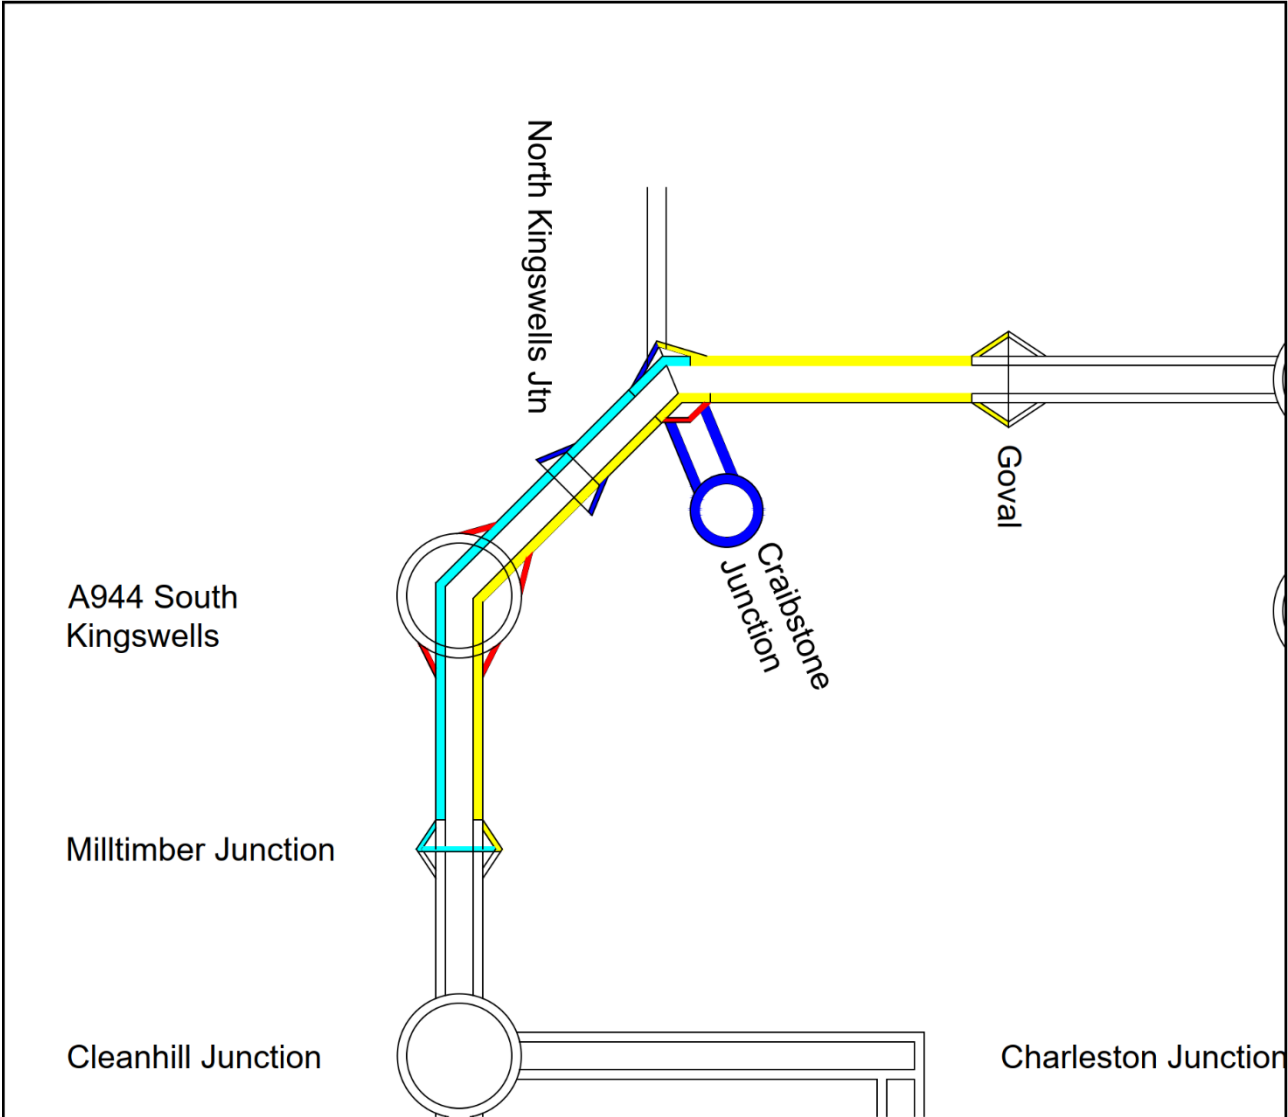 North Kingswells Jtn
Goval
Craibstone
Junction
A944 South
Kingswells
Milltimber Junction
Cleanhill Junction
Charleston Junction